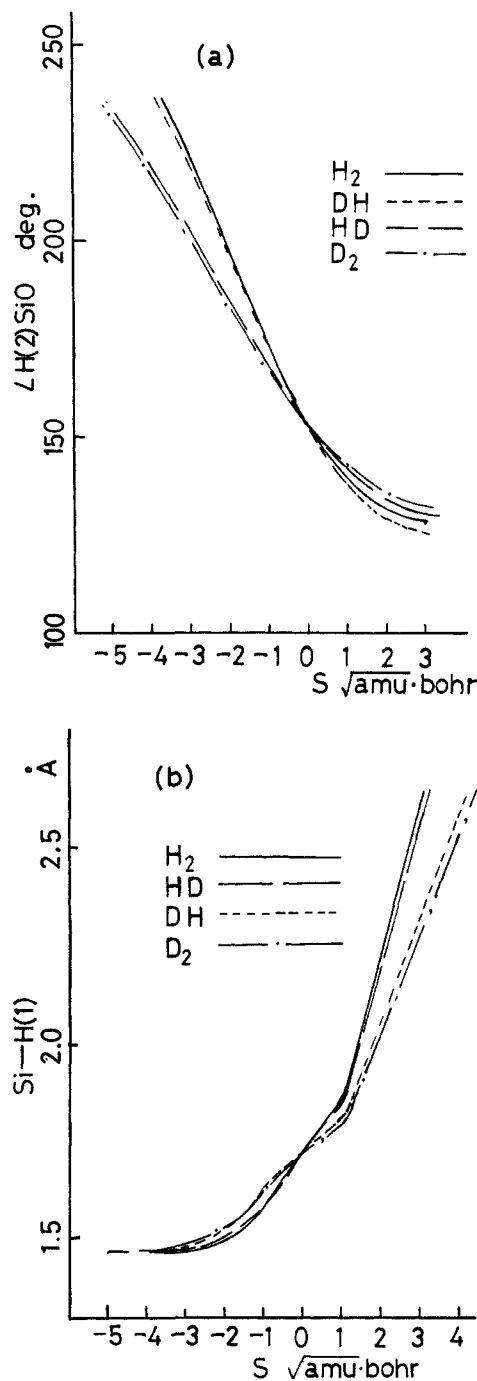 (a)
250
200
150
100
∠H(2)SiO deg.
H₂
DH
HD
D₂
-5 -4 -3 -2 -1 0 1 2 3
S √amu·bohr
(b)
Å
2.5
2.0
1.5
Si—H(1)
H₂
HD
DH
D₂
-5 -4 -3 -2 -1 0 1 2 3 4
S √amu·bohr